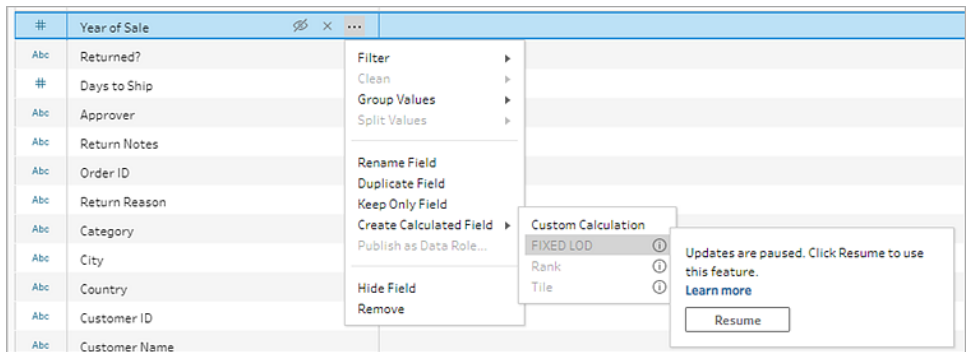 # Year of Sale
Abc Returned?
# Days to Ship
Abc Approver
Abc Return Notes
Abc Order ID
Abc Return Reason
Abc Category
Abc City
Abc Country
Abc Customer ID
Abc Customer Name
Filter
Clean
Group Values
Split Values
Rename Field
Duplicate Field
Keep Only Field
Create Calculated Field
Publish as Data Role...
Hide Field
Remove
Custom Calculation
FIXED LOD
Rank
Tile
Updates are paused. Click Resume to use
this feature.
Learn more
Resume